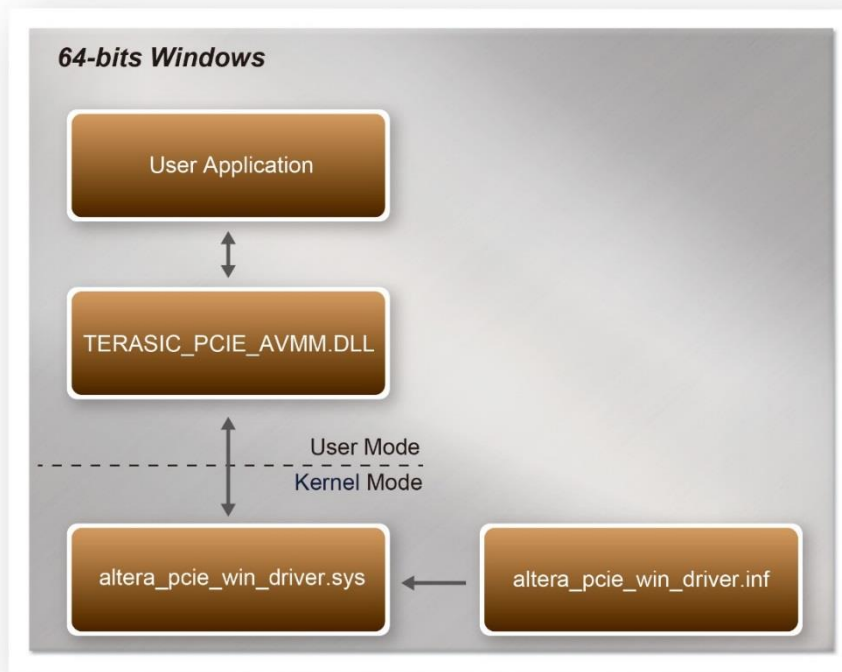 64-bits Windows
User Application
TERASIC_PCIE_AVMM.DLL
User Mode
Kernel Mode
altera_pcie_win_driver.sys
altera_pcie_win_driver.inf